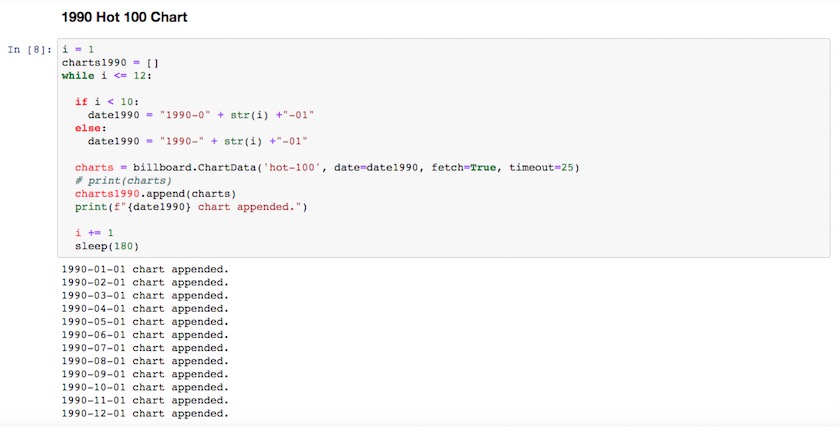 1990 Hot 100 Chart
In [8]: i = 1
charts1990 = []
while i <= 12:
if i < 10:
date1990 = "1990-0" + str(i) +"-01"
else:
date1990 = "1990-" + str(i) +"-01"
charts = billboard.ChartData('hot-100', date=date1990, fetch=True, timeout=25)
# print(charts)
charts1990.append(charts)
print(f"{date1990} chart appended.")
i += 1
sleep(180)
1990-01-01 chart appended.
1990-02-01 chart appended.
1990-03-01 chart appended.
1990-04-01 chart appended.
1990-05-01 chart appended.
1990-06-01 chart appended.
1990-07-01 chart appended.
1990-08-01 chart appended.
1990-09-01 chart appended.
1990-10-01 chart appended.
1990-11-01 chart appended.
1990-12-01 chart appended.